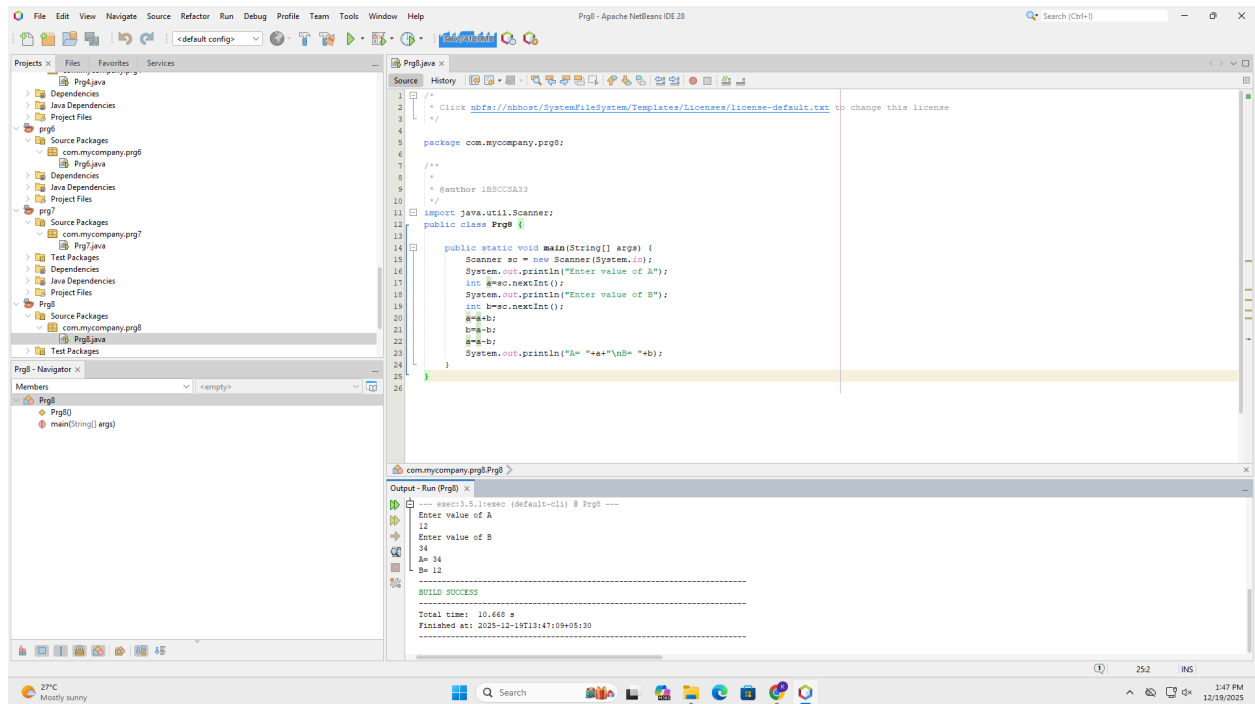 File Edit View Navigate Source Refactor Run Debug Profile Team Tools Window Help
Prg8 - Apache NetBeans IDE 28
Search (Ctrl+I)
<default config>
Projects Files Favorites Services
Prg4.java
Dependencies
Java Dependencies
Project Files
prg6
Source Packages
com.mycompany.prg6
Prg6.java
Dependencies
Java Dependencies
Project Files
prg7
Source Packages
com.mycompany.prg7
Prg7.java
Test Packages
Dependencies
Java Dependencies
Project Files
Prg8
Source Packages
com.mycompany.prg8
Prg8.java
Test Packages
Prg8 - Navigator
Members <empty>
Prg8
Prg8()
main(String[] args)
Prg8.java
Source History
1 /*
2 * Click nbfs://nbhost/SystemFileSystem/Templates/Licenses/license-default.txt to change this license
3 */
4
5 package com.mycompany.prg8;
6
7 /**
8 *
9 * @author 1BSCCSA33
10 */
11 import java.util.Scanner;
12 public class Prg8 {
13
14 public static void main(String[] args) {
15 Scanner sc = new Scanner(System.in);
16 System.out.println("Enter value of A");
17 int a=sc.nextInt();
18 System.out.println("Enter value of B");
19 int b=sc.nextInt();
20 a=a+b;
21 b=a-b;
22 a=a-b;
23 System.out.println("A= "+a+"\nB= "+b);
24 }
25 }
26
com.mycompany.prg8.Prg8
Output - Run (Prg8)
--- exec:3.5.1:exec (default-cli) @ Prg8 ---
Enter value of A
12
Enter value of B
34
A= 34
B= 12
------------------------------------------------------------------------
BUILD SUCCESS
------------------------------------------------------------------------
Total time: 10.668 s
Finished at: 2025-12-19T13:47:09+05:30
------------------------------------------------------------------------
1 25:2 INS
27°C
Mostly sunny
Search
1:47 PM
12/19/2025